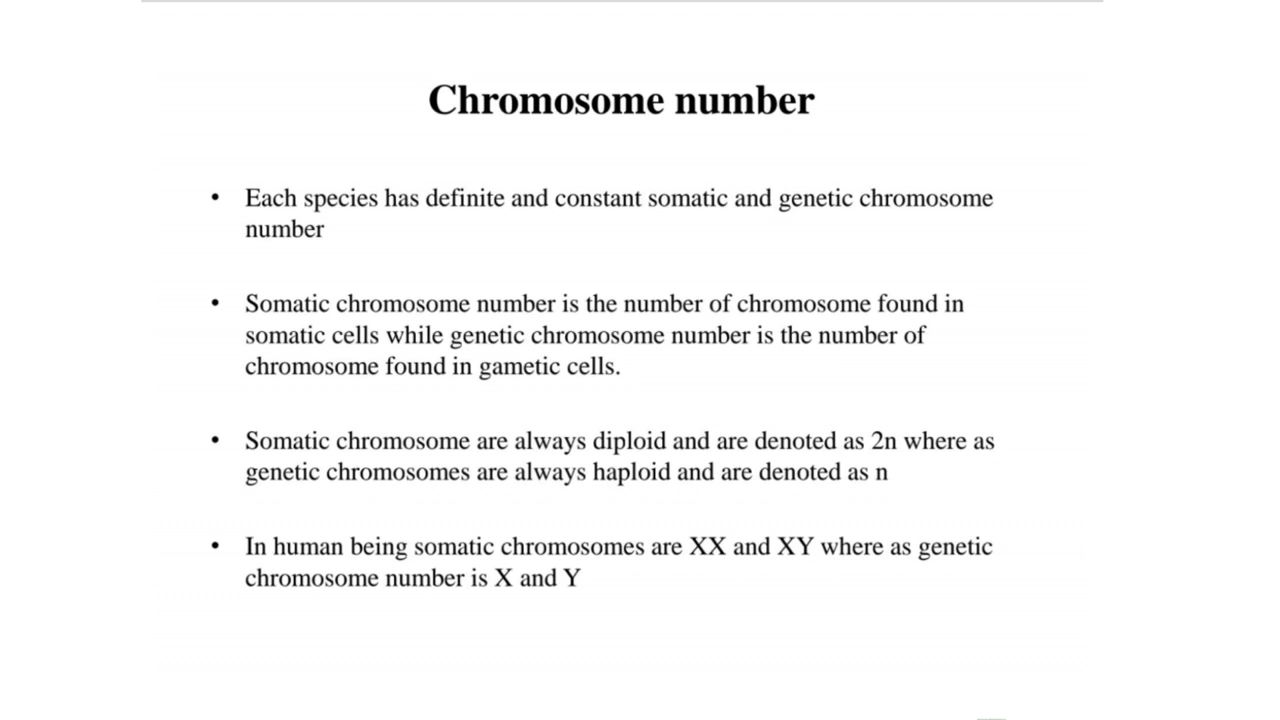 Chromosome number
• Each species has definite and constant somatic and genetic chromosome
number
• Somatic chromosome number is the number of chromosome found in
somatic cells while genetic chromosome number is the number of
chromosome found in gametic cells.
• Somatic chromosome are always diploid and are denoted as 2n where as
genetic chromosomes are always haploid and are denoted as n
• In human being somatic chromosomes are XX and XY where as genetic
chromosome number is X and Y